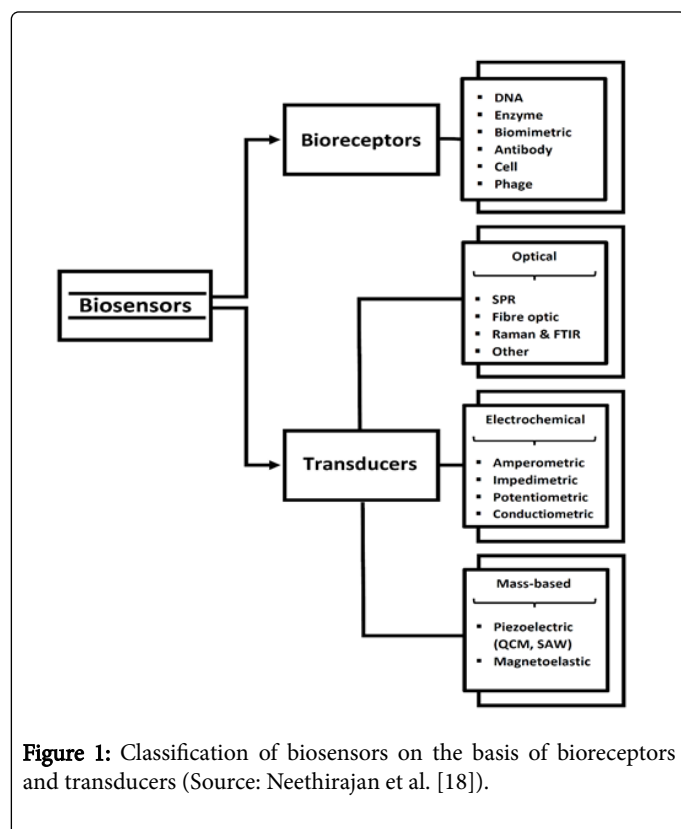 Biosensors
Bioreceptors
▪ DNA
▪ Enzyme
▪ Biomimetric
▪ Antibody
▪ Cell
▪ Phage
Transducers
Optical
▪ SPR
▪ Fibre optic
▪ Raman & FTIR
▪ Other
Electrochemical
▪ Amperometric
▪ Impedimetric
▪ Potentiometric
▪ Conductiometric
Mass-based
▪ Piezoelectric
(QCM, SAW)
▪ Magnetoelastic
Figure 1: Classification of biosensors on the basis of bioreceptors
and transducers (Source: Neethirajan et al. [18]).